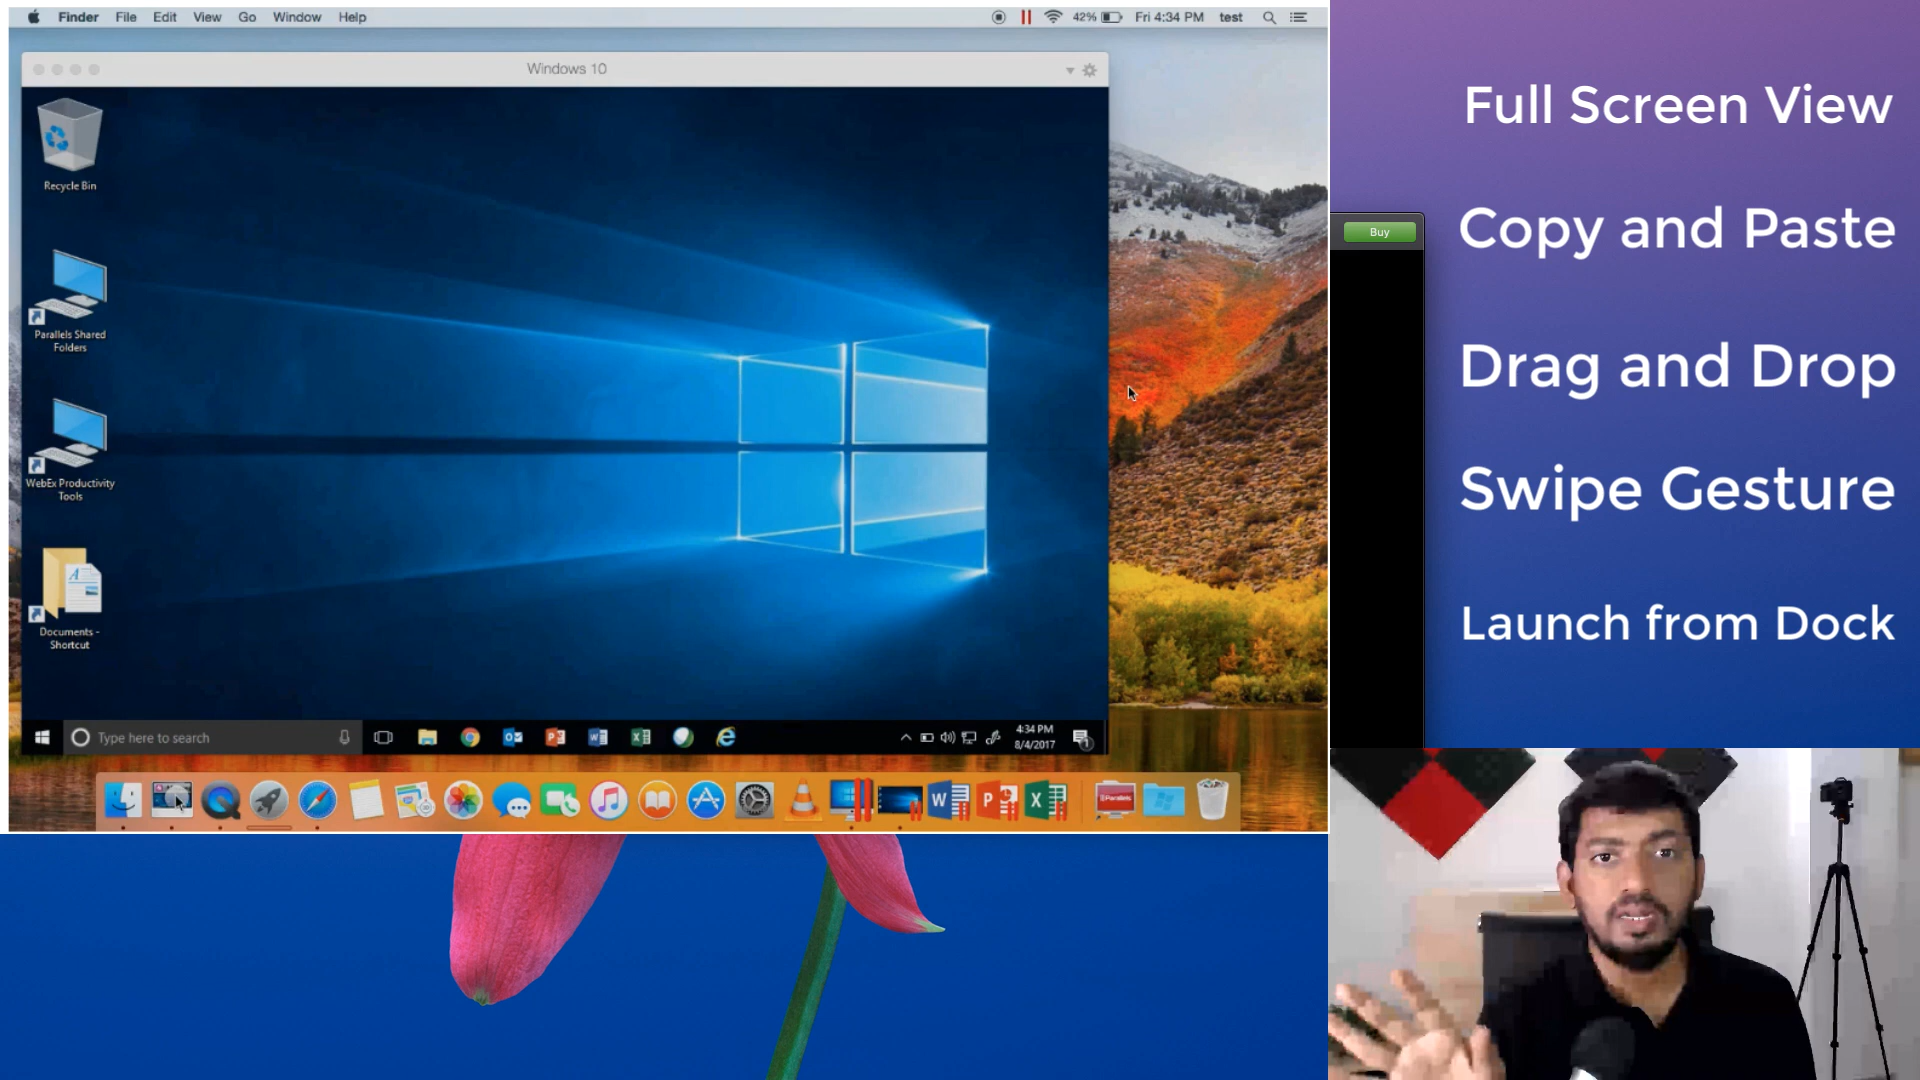 Finder File Edit View Go Window Help
42% Fri 4:34 PM test
Windows 10
Recycle Bin
Parallels Shared
Folders
WebEx Productivity
Tools
Documents -
Shortcut
Type here to search
4:34 PM
8/4/2017
1
Buy
Full Screen View
Copy and Paste
Drag and Drop
Swipe Gesture
Launch from Dock